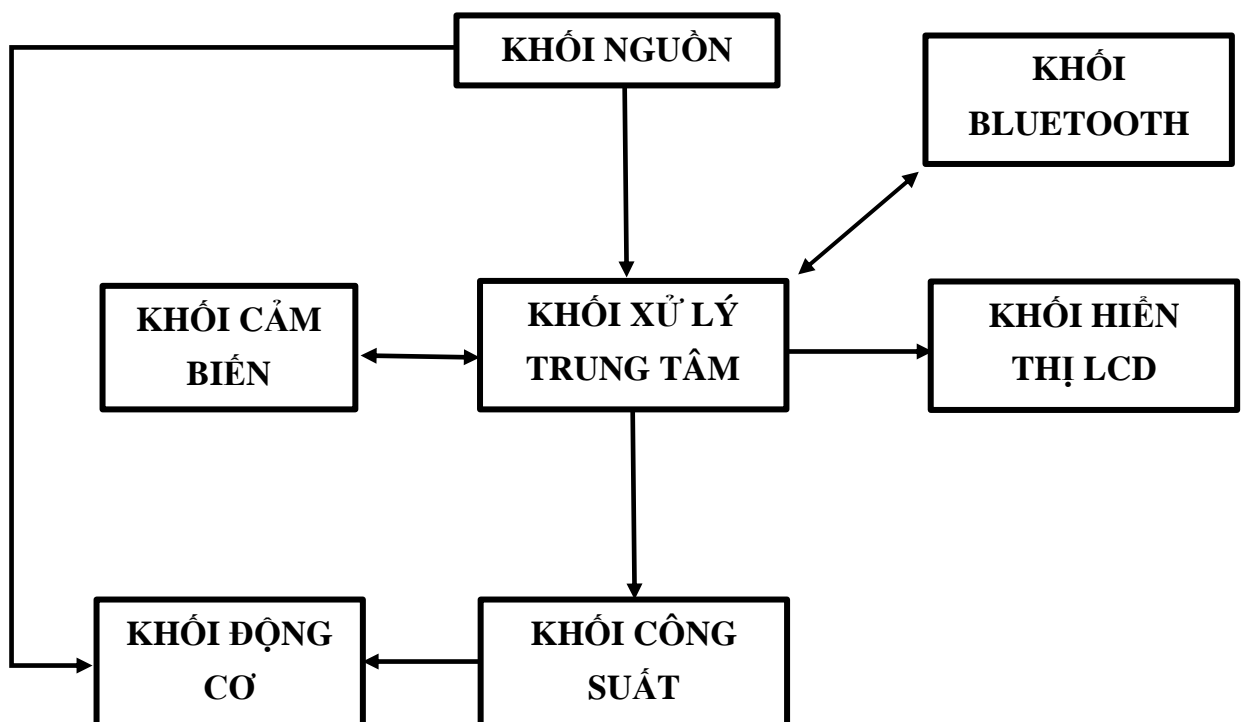 KHỐI NGUỒN
KHỐI
BLUETOOTH
KHỐI CẢM
BIẾN
KHỐI XỬ LÝ
TRUNG TÂM
KHỐI HIỂN
THỊ LCD
KHỐI ĐỘNG
CƠ
KHỐI CÔNG
SUẤT